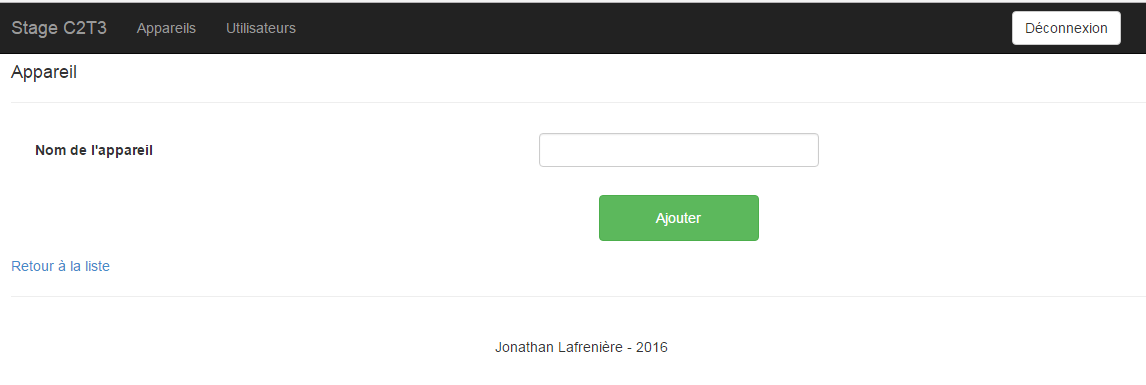 Stage C2T3 Appareils Utilisateurs Déconnexion
Appareil
Nom de l'appareil
Ajouter
Retour à la liste
Jonathan Lafrenière - 2016